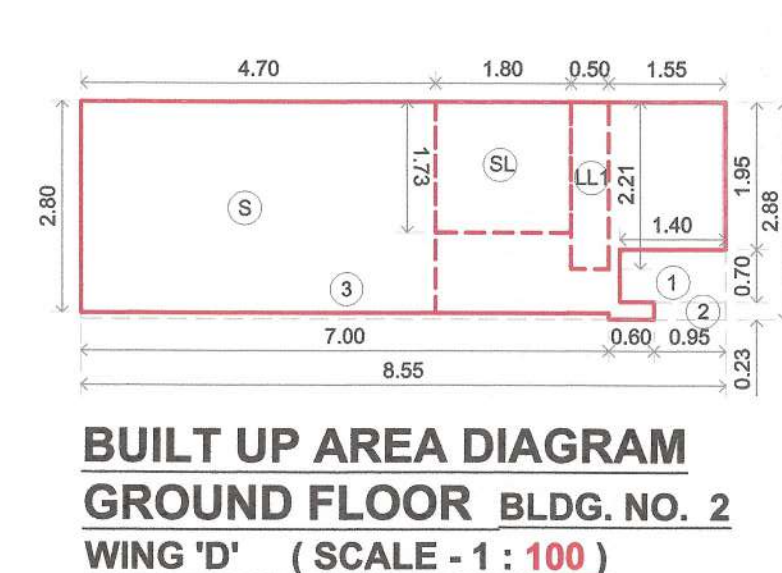 4.70 1.80 0.50 1.55
2.80 1.73 SL LL1 2.21 1.95 2.88
S 1.40
3 1 0.70
2
7.00 0.60 0.95
8.55 0.23
BUILT UP AREA DIAGRAM
GROUND FLOOR BLDG. NO. 2
WING 'D' ( SCALE - 1 : 100 )